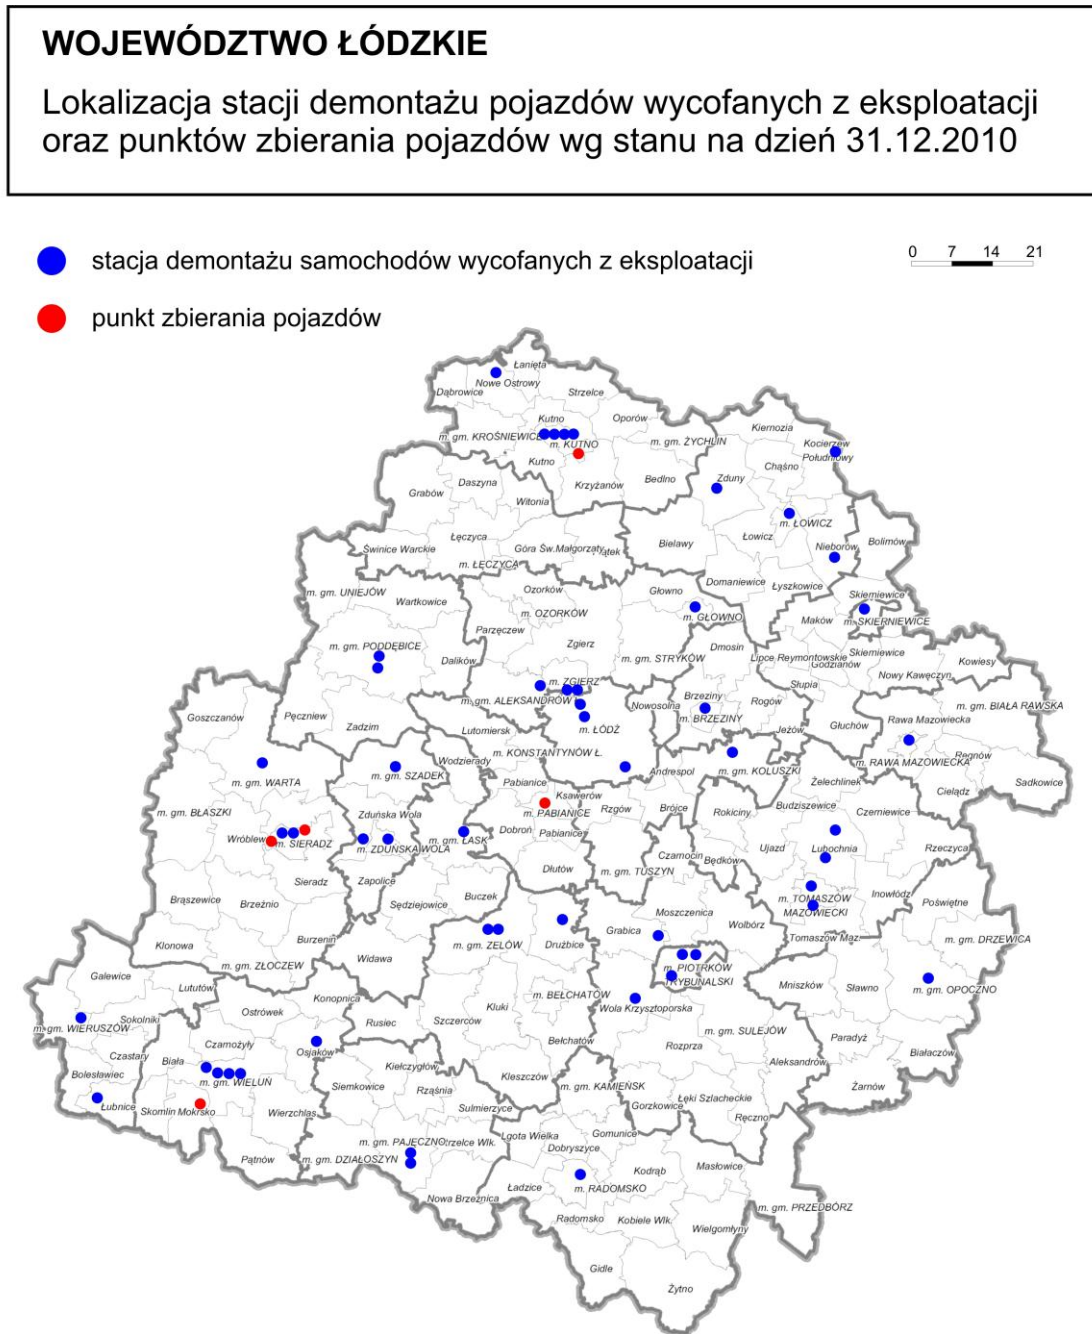 WOJEWÓDZTWO ŁÓDZKIE
Lokalizacja stacji demontażu pojazdów wycofanych z eksploatacji
oraz punktów zbierania pojazdów wg stanu na dzień 31.12.2010
stacja demontażu samochodów wycofanych z eksploatacji
0 7 14 21
punkt zbierania pojazdów
Łanięta
Nowe Ostrowy
Dąbrowice
Strzelce
Kutno
Oporów
m. gm. KROŚNIEWICE
m. KUTNO
m. gm. ŻYCHLIN
Kutno
Krzyżanów
Bedlno
Kiernozia
Kocierzew
Południowy
Chąśno
Zduny
m. ŁOWICZ
Łowicz
Nieborów
Bolimów
Bielawy
Domaniewice
Łyszkowice
Daszyna
Grabów
Witonia
Łęczyca
Świnice Warckie
Góra Św.Małgorzaty
m. ŁĘCZYCA
m. gm. UNIEJÓW
Wartkowice
Ozorków
m. OZORKÓW
Parzęczew
Zgierz
Głowno
m. GŁOWNO
m. gm. STRYKÓW
Skierniewice
m. SKIERNIEWICE
Maków
Dmosin
Lipce Reymontowskie
Skierniewice
Godzianów
Słupia
Nowy Kawęczyn
Kowiesy
m. gm. PODDĘBICE
Dalików
m. ZGIERZ
m. gm. ALEKSANDRÓW
Nowosolna
Brzeziny
m. BRZEZINY
Rogów
Jeżów
Głuchów
m. gm. BIAŁA RAWSKA
Rawa Mazowiecka
m. RAWA MAZOWIECKA
Regnów
Sadkowice
Cielądz
Goszczanów
Pęczniew
Zadzim
Lutomiersk
m. ŁÓDŹ
m. KONSTANTYNÓW Ł.
Wodzierady
m. gm. SZADEK
m. gm. WARTA
Pabianice
Ksawerów
m. PABIANICE
Andrespol
m. gm. KOLUSZKI
Żelechlinek
Budziszewice
Czerniewice
Rokiciny
m. gm. BŁASZKI
Wróblew
m. SIERADZ
Zduńska Wola
m. ZDUŃSKA WOLA
m. gm. ŁASK
Dobroń
Pabianice
Rzgów
Brójce
Ujazd
Lubochnia
Rzeczyca
Czarnocin
Będków
m. gm. TUSZYN
Dłutów
Sieradz
Zapolice
Sędziejowice
Buczek
Brąszewice
Brzeźnio
Burzenin
Klonowa
m. gm. ZŁOCZEW
Widawa
m. gm. ZELÓW
Drużbice
Grabica
Moszczenica
Wolbórz
m. TOMASZÓW
MAZOWIECKI
Inowłódz
Tomaszów Maz.
Poświętne
m. gm. DRZEWICA
m. PIOTRKÓW
TRYBUNALSKI
Wola Krzysztoporska
Mniszków
Sławno
m. gm. OPOCZNO
Galewice
Lututów
Sokolniki
m. gm. WIERUSZÓW
Ostrówek
Konopnica
Czastary
Czarnożyły
Osjaków
Biała
Bolesławiec
m. gm. WIELUŃ
Łubnice
Skomlin
Mokrsko
Wierzchlas
Pątnów
Rusiec
Szczerców
Kluki
m. BEŁCHATÓW
Bełchatów
Kleszczów
m. gm. SULEJÓW
Rozprza
Aleksandrów
Paradyż
Białaczów
Żarnów
Kiełczygłów
Siemkowice
Rząśnia
Sulmierzyce
m. gm. KAMIEŃSK
Gorzkowice
Łęki Szlacheckie
Ręczno
m. gm. PAJĘCZNO
m. gm. DZIAŁOSZYN
Nowa Brzeźnica
Lgota Wielka
Gomunice
Dobryszyce
Ładzice
m. RADOMSKO
Kodrąb
Masłowice
m. gm. PRZEDBÓRZ
Radomsko
Kobiele Wlk.
Wielgomłyny
Gidle
Żytno